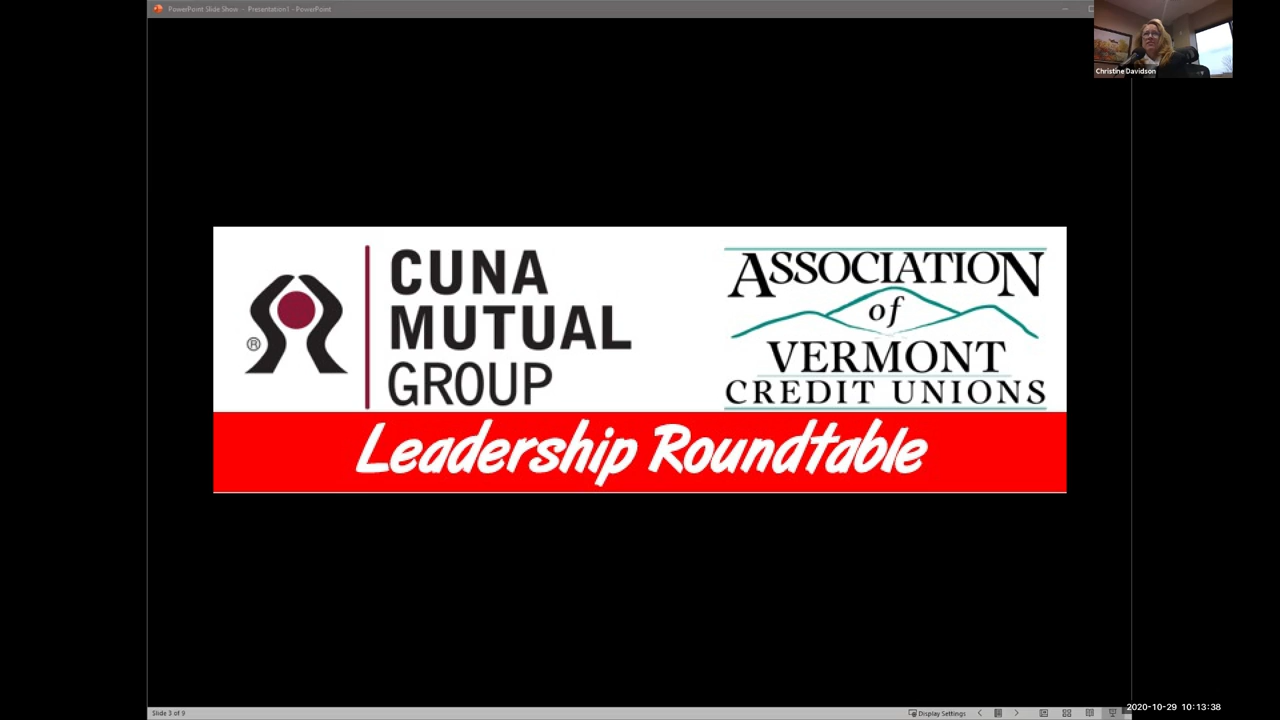 PowerPoint Slide Show - Presentation1 - PowerPoint
Christine Davidson
CUNA
MUTUAL
GROUP
®
ASSOCIATION
of
VERMONT
CREDIT UNIONS
Leadership Roundtable
Slide 3 of 9
Display Settings
2020-10-29 10:13:38